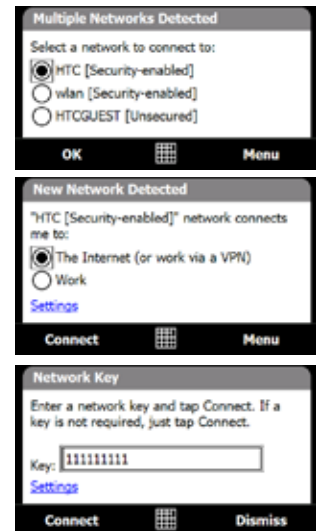 Multiple Networks Detected
Select a network to connect to:
HTC [Security-enabled]
wlan [Security-enabled]
HTCGUEST [Unsecured]
OK Menu
New Network Detected
"HTC [Security-enabled]" network connects
me to:
The Internet (or work via a VPN)
Work
Settings
Connect Menu
Network Key
Enter a network key and tap Connect. If a
key is not required, just tap Connect.
Key: 111111111
Settings
Connect Dismiss